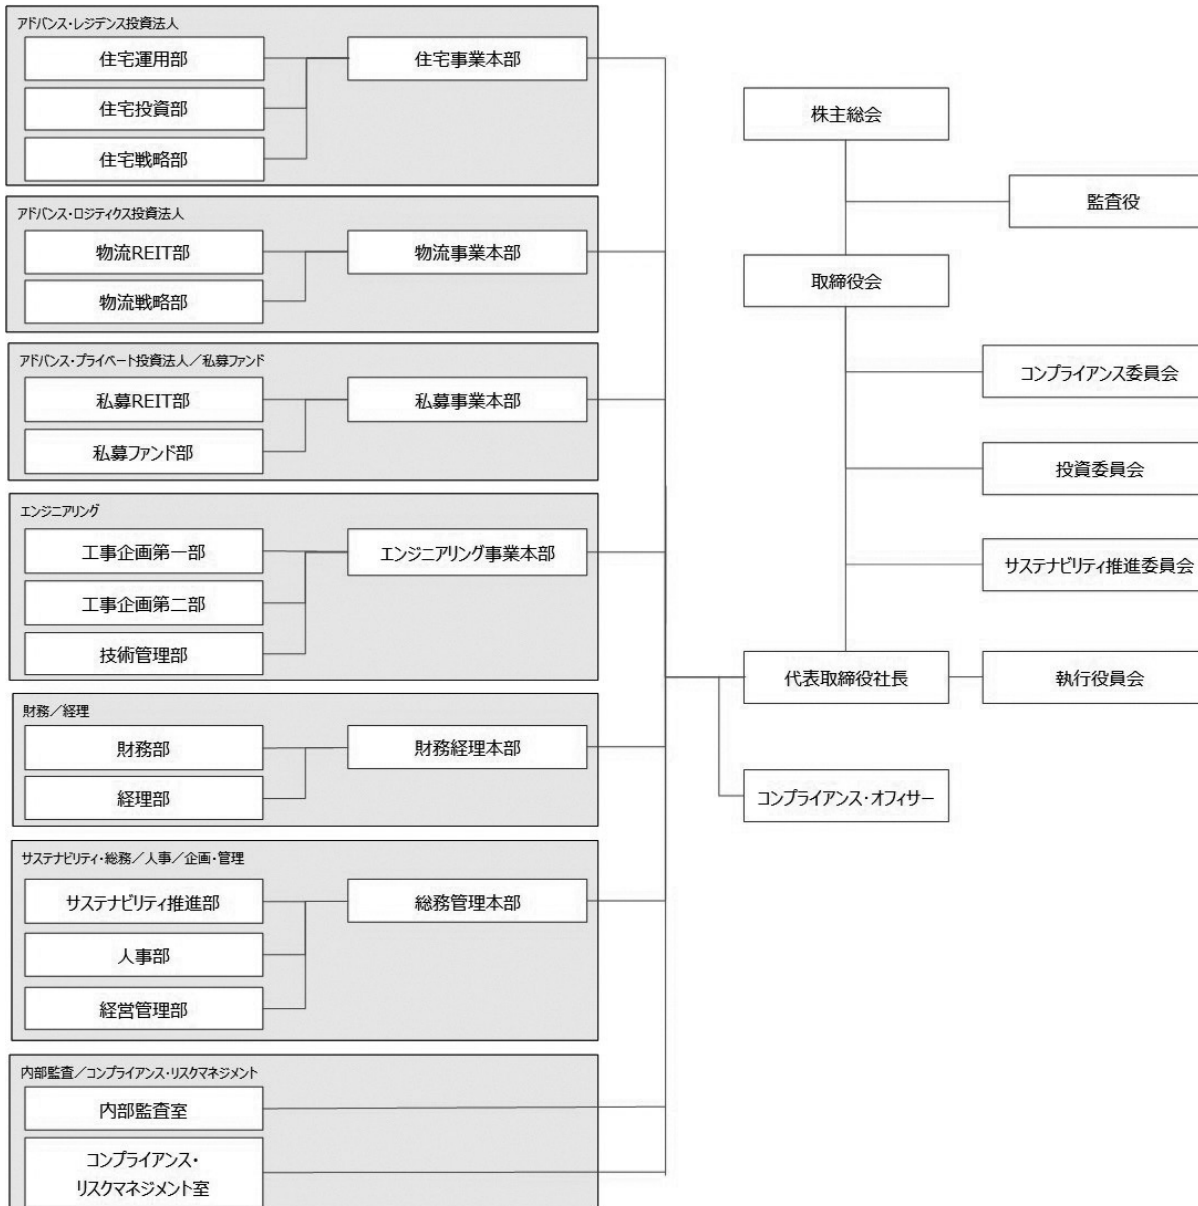 アドバンス・レジデンス投資法人
住宅運用部
住宅事業本部
住宅投資部
住宅戦略部
アドバンス・ロジスティクス投資法人
物流REIT部
物流事業本部
物流戦略部
アドバンス・プライベート投資法人／私募ファンド
私募REIT部
私募事業本部
私募ファンド部
エンジニアリング
工事企画第一部
エンジニアリング事業本部
工事企画第二部
技術管理部
財務／経理
財務部
財務経理本部
経理部
サステナビリティ・総務／人事／企画・管理
サステナビリティ推進部
総務管理本部
人事部
経営管理部
内部監査／コンプライアンス・リスクマネジメント
内部監査室
コンプライアンス・
リスクマネジメント室
株主総会
監査役
取締役会
コンプライアンス委員会
投資委員会
サステナビリティ推進委員会
代表取締役社長
執行役員会
コンプライアンス・オフィサー